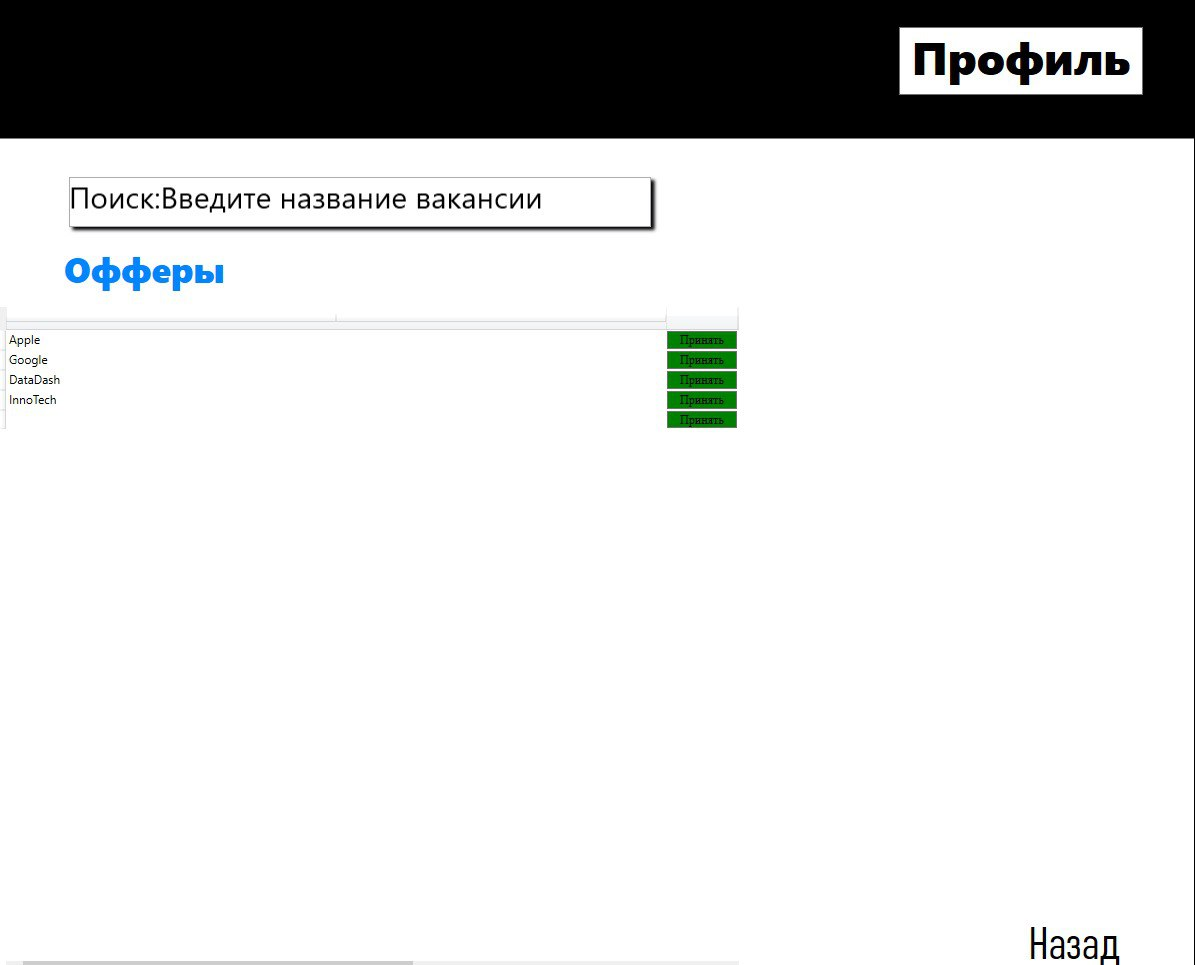 Профиль
Поиск:Введите название вакансии
Офферы
Apple Принять
Google Принять
DataDash Принять
InnoTech Принять
Принять
Назад